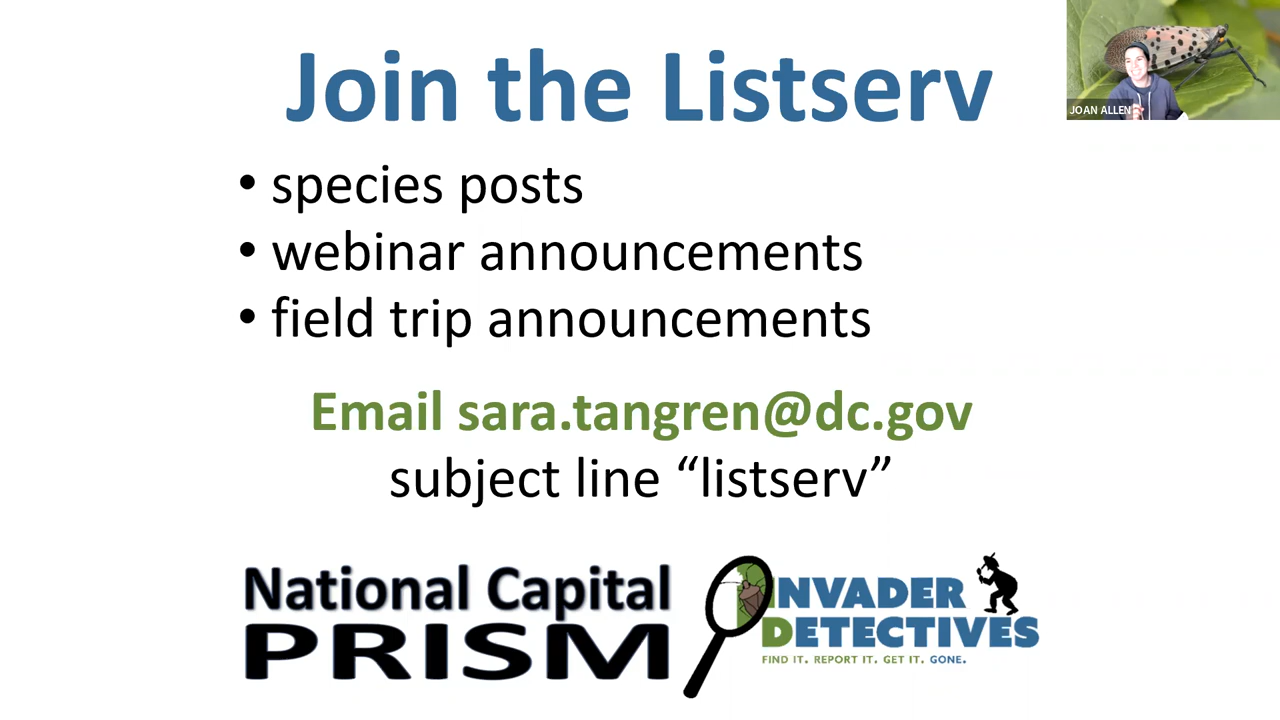 Join the Listserv
JOAN ALLEN
• species posts
• webinar announcements
• field trip announcements
Email sara.tangren@dc.gov
subject line “listserv”
National Capital
PRISM
INVADER
DETECTIVES
FIND IT. REPORT IT. GET IT. GONE.